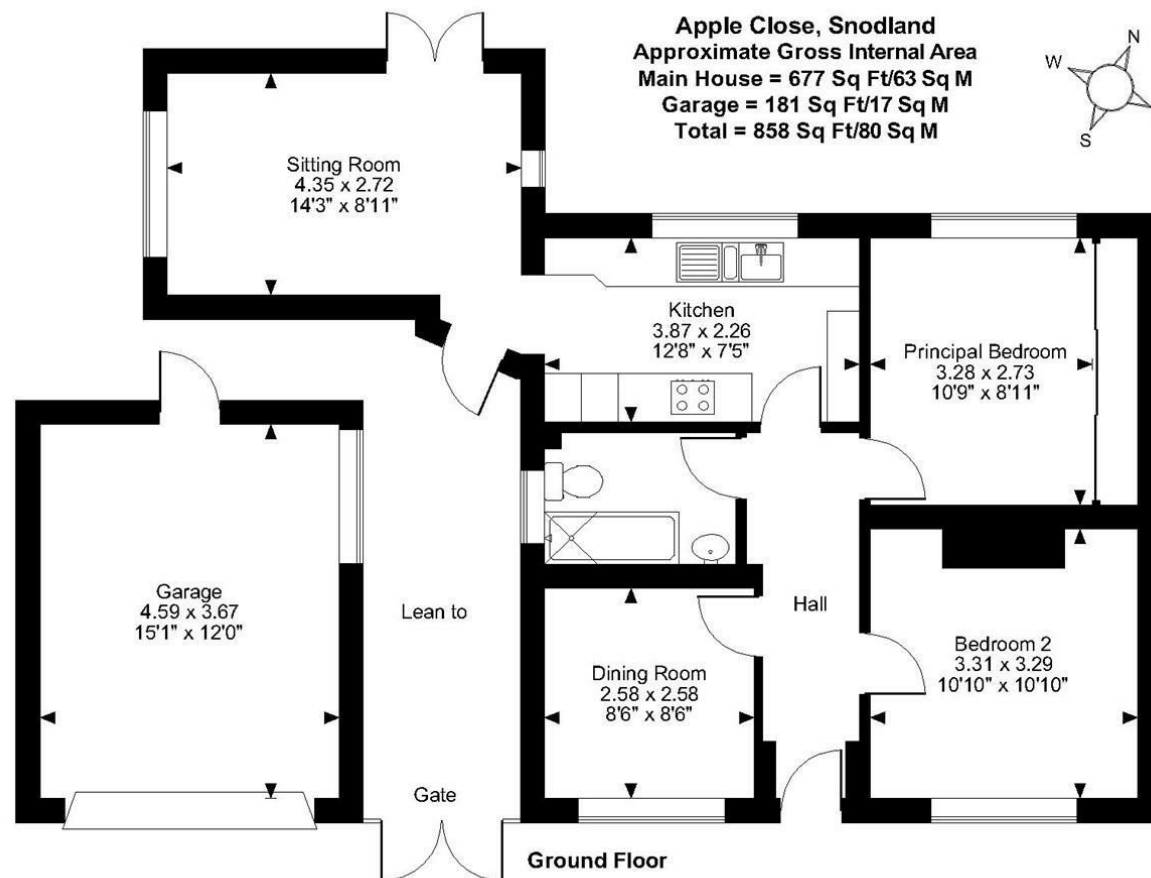 Apple Close, Snodland
Approximate Gross Internal Area
Main House = 677 Sq Ft/63 Sq M
Garage = 181 Sq Ft/17 Sq M
Total = 858 Sq Ft/80 Sq M
N
W
S
Sitting Room
4.35 x 2.72
14'3" x 8'11"
Kitchen
3.87 x 2.26
12'8" x 7'5"
Principal Bedroom
3.28 x 2.73
10'9" x 8'11"
Garage
4.59 x 3.67
15'1" x 12'0"
Lean to
Hall
Dining Room
2.58 x 2.58
8'6" x 8'6"
Bedroom 2
3.31 x 3.29
10'10" x 10'10"
Gate
Ground Floor